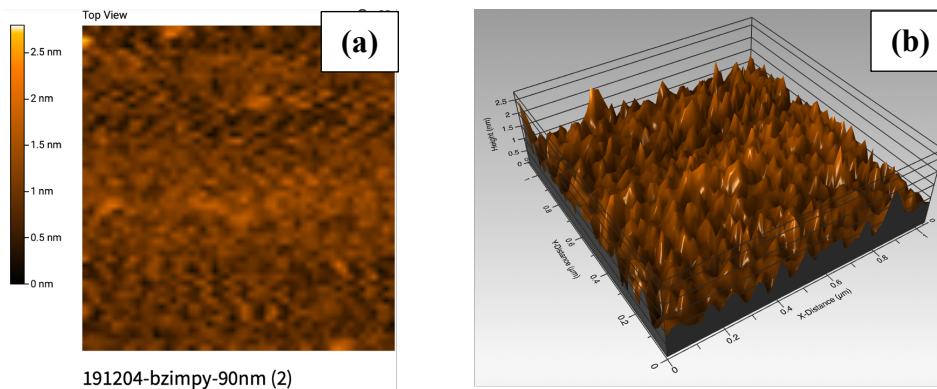 Top View
(a)
2.5 nm
2 nm
1.5 nm
1 nm
0.5 nm
0 nm
191204-bzimpy-90nm (2)
(b)
2.5
2
1.5
1
0.5
0
Height (nm)
1
0.8
0.6
0.4
0.2
0
Y-Distance (µm)
0
0.2
0.4
0.6
0.8
X-Distance (µm)